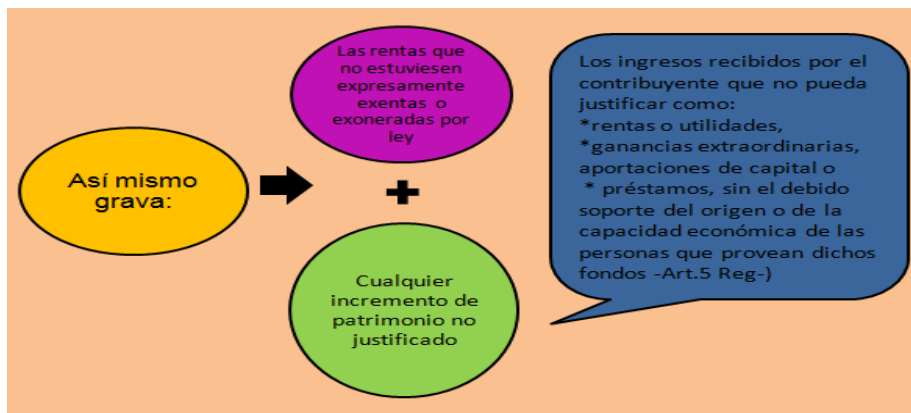 Así mismo
grava:
Las rentas que
no estuviesen
expresamente
exentas o
exoneradas por
ley
Cualquier
incremento de
patrimonio no
justificado
Los ingresos recibidos por el
contribuyente que no pueda
justificar como:
*rentas o utilidades,
*ganancias extraordinarias,
aportaciones de capital o
* préstamos, sin el debido
soporte del origen o de la
capacidad económica de las
personas que provean dichos
fondos -Art.5 Reg-)